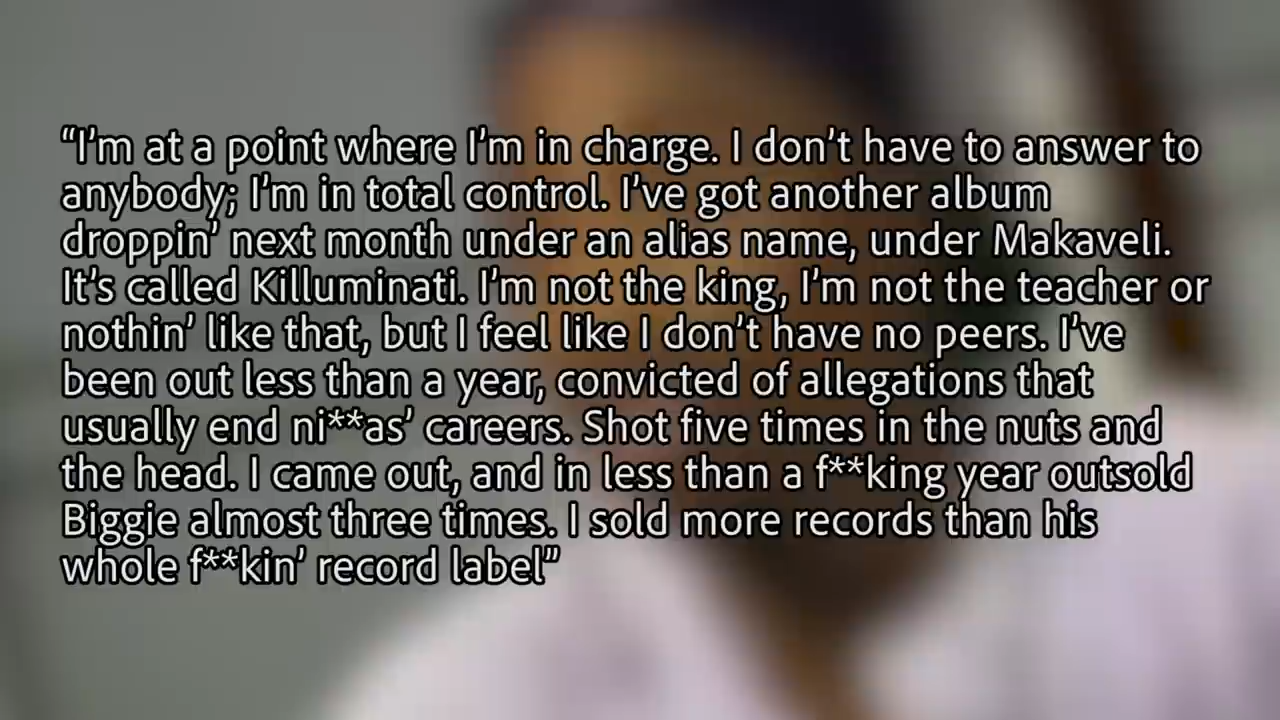 “I’m at a point where I’m in charge. I don’t have to answer to
anybody; I’m in total control. I’ve got another album
droppin’ next month under an alias name, under Makaveli.
It’s called Killuminati. I’m not the king, I’m not the teacher or
nothin’ like that, but I feel like I don’t have no peers. I’ve
been out less than a year, convicted of allegations that
usually end ni**as’ careers. Shot five times in the nuts and
the head. I came out, and in less than a f**king year outsold
Biggie almost three times. I sold more records than his
whole f**kin’ record label”